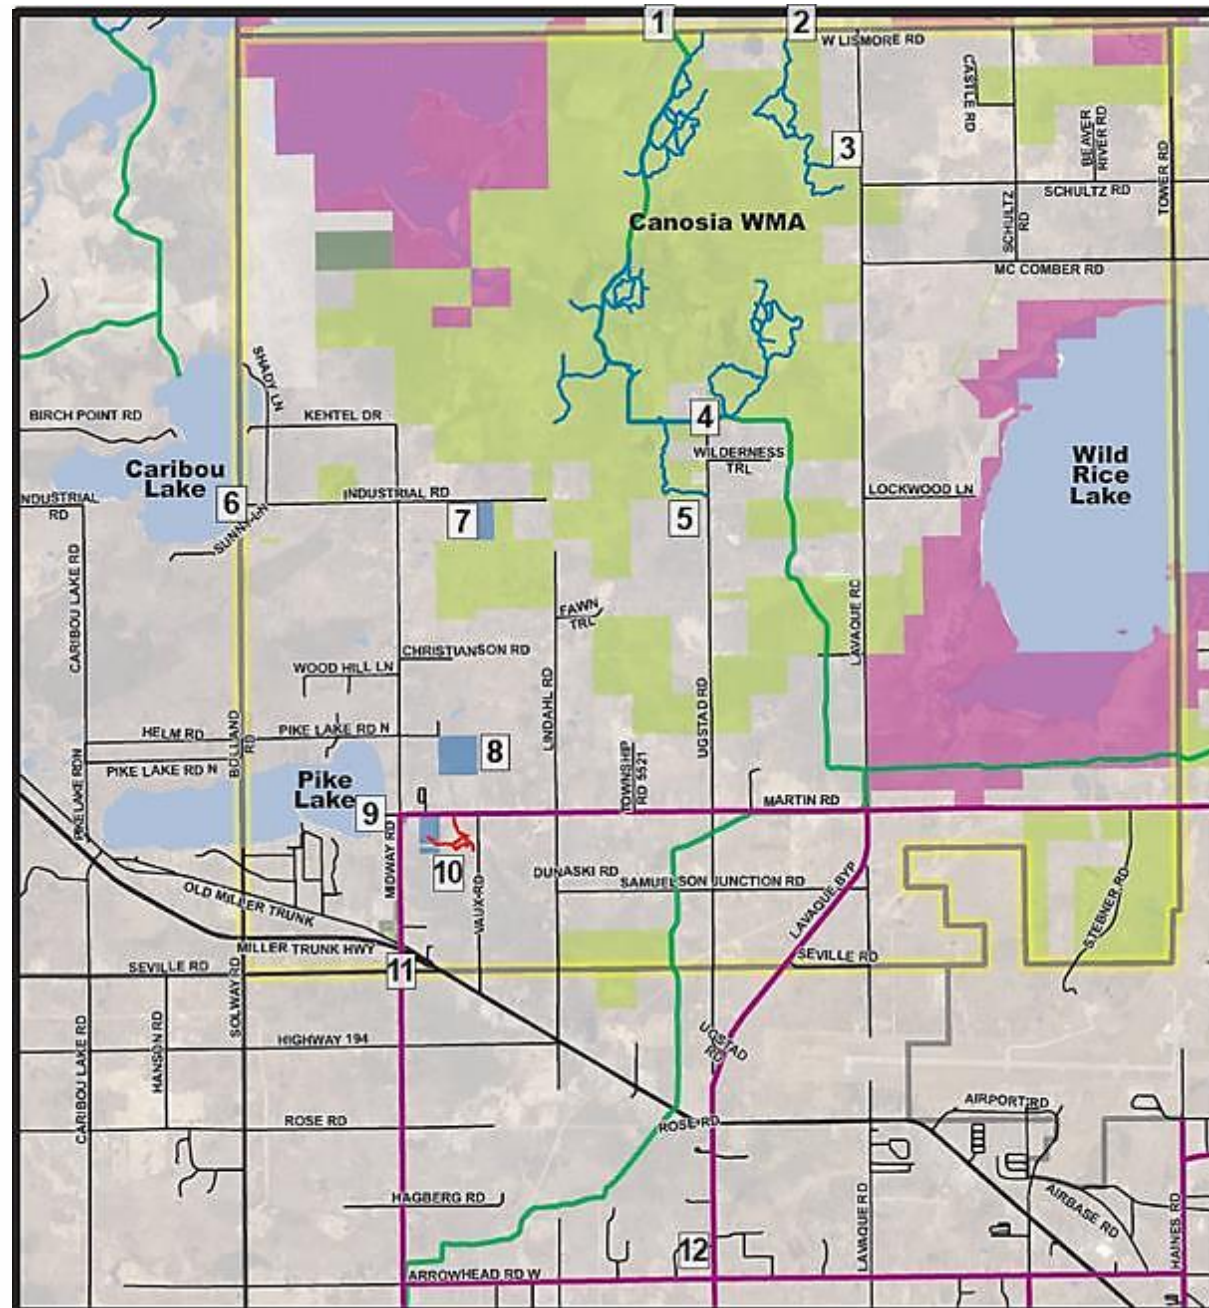 1
2
W LISMORE RD
CASTLE RD
BEAVER
RIVER RD
TOWER RD
3
SCHULTZ RD
SCHULTZ
RD
Canosia WMA
MC COMBER RD
SHADY LN
BIRCH POINT RD
KEHTEL DR
4
WILDERNESS
TRL
Caribou
Lake
Wild
Rice
Lake
INDUSTRIAL
RD
6
INDUSTRIAL RD
LOCKWOOD LN
SUNNY LN
7
5
CARIBOU LAKE RD
FAWN
TRL
LAVAQUE RD
CHRISTIANSON RD
WOOD HILL LN
LINDAHL RD
UGSTAD RD
HELM RD
BOLLAND
RD
PIKE LAKE RD N
PIKE LAKE RD N
8
TOWNSHIP
RD 5521
Pike
Lake
PIKE LAKE RD N
9
MARTIN RD
MIDWAY RD
10
VAUX RD
DUNASKI RD
SAMUELSON JUNCTION RD
LAVAQUE BYP
STEBNER RD
OLD MILLER TRUNK
MILLER TRUNK HWY
SEVILLE RD
11
SEVILLE RD
SOLWAY RD
CARIBOU LAKE RD
HANSON RD
HIGHWAY 194
UGSTAD
RD
ROSE RD
ROSE RD
AIRPORT RD
HAGBERG RD
AIRBASE RD
LAVAQUE RD
HAINES RD
12
ARROWHEAD RD W